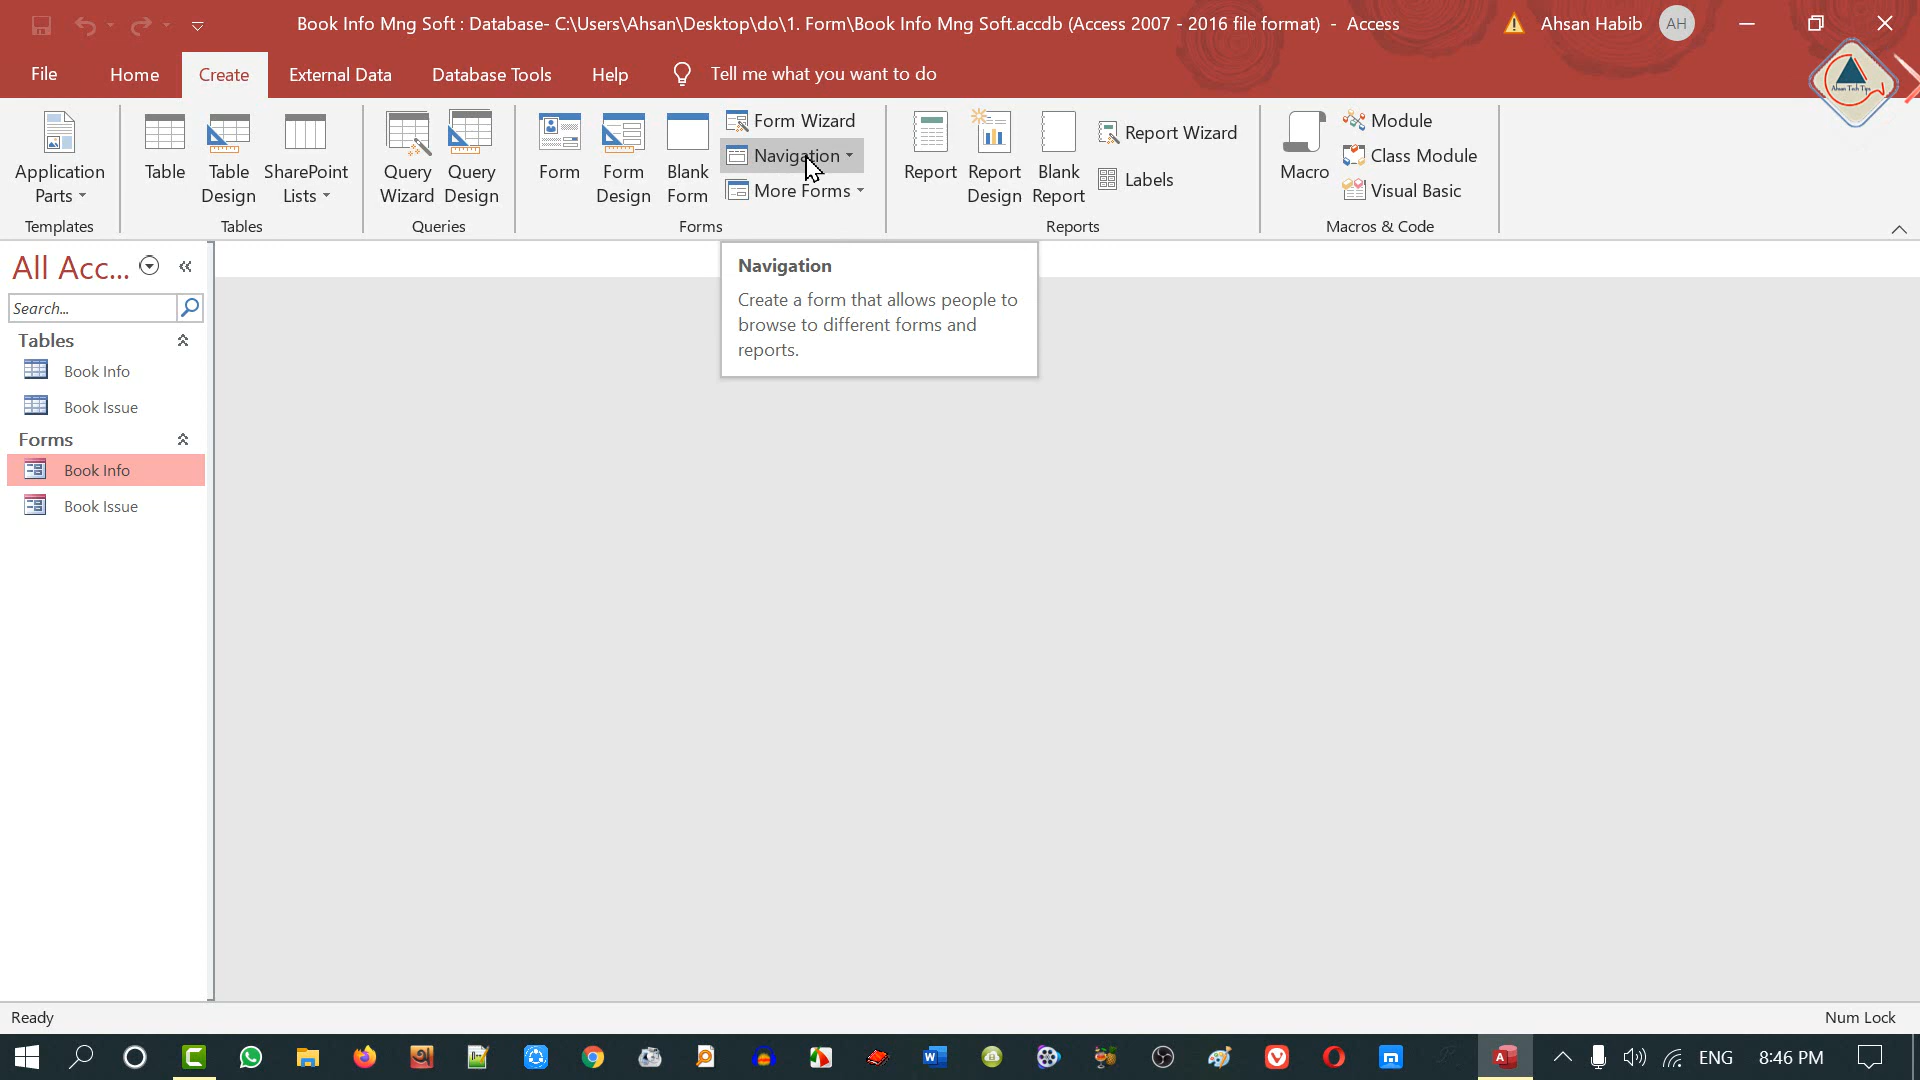 Book Info Mng Soft : Database- C:\Users\Ahsan\Desktop\do\1. Form\Book Info Mng Soft.accdb (Access 2007 - 2016 file format) - Access
Ahsan Habib
AH
File
Home
Create
External Data
Database Tools
Help
Tell me what you want to do
Ahsan Tech Tips
Application
Parts
Templates
Table
Table
Design
SharePoint
Lists
Tables
Query
Wizard
Query
Design
Queries
Form
Form
Design
Blank
Form
Form Wizard
Navigation
More Forms
Forms
Report
Report
Design
Blank
Report
Report Wizard
Labels
Reports
Macro
Module
Class Module
Visual Basic
Macros & Code
Navigation
Create a form that allows people to
browse to different forms and
reports.
All Acc...
Search...
Tables
Book Info
Book Issue
Forms
Book Info
Book Issue
Ready
Num Lock
ENG
8:46 PM